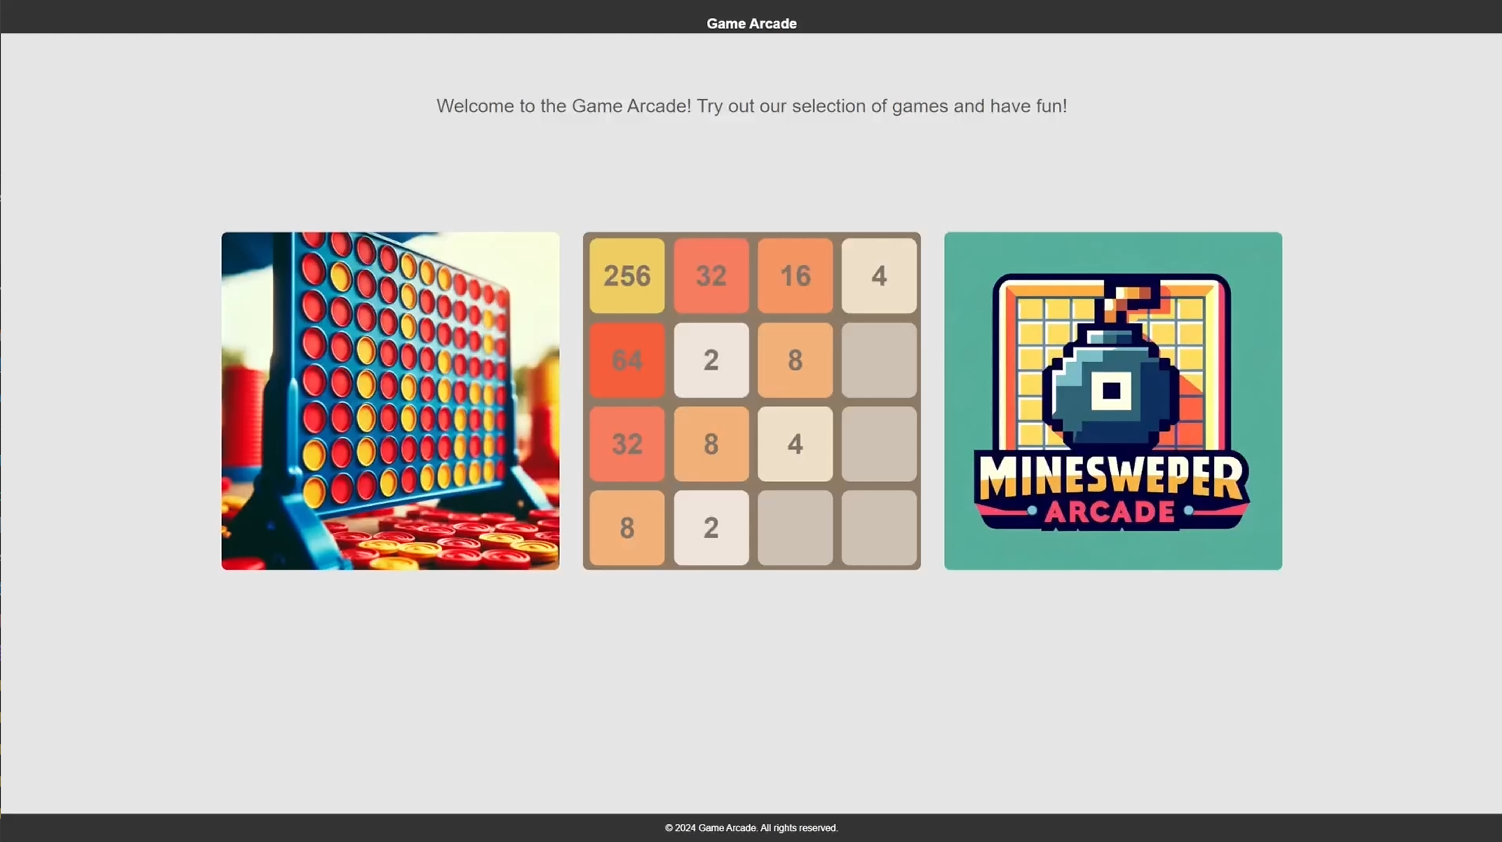 Game Arcade
Welcome to the Game Arcade! Try out our selection of games and have fun!
256 32 16 4
64 2 8
32 8 4
8 2
MINESWEPER
ARCADE
© 2024 Game Arcade. All rights reserved.